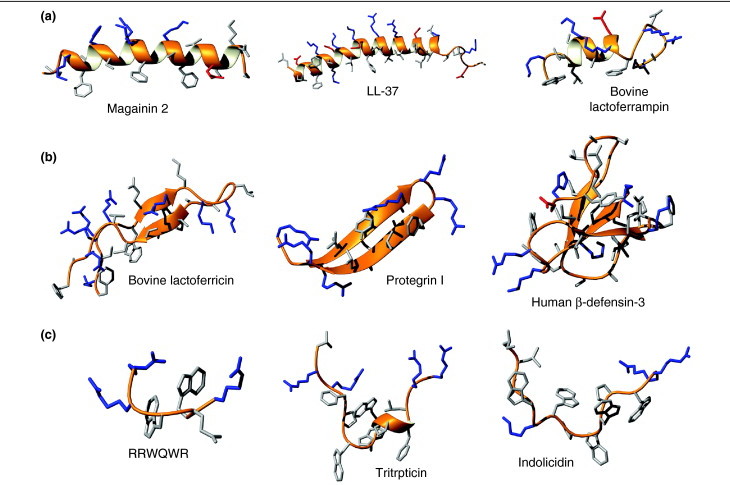 (a)
Magainin 2
LL-37
Bovine
lactoferrampin
(b)
Bovine lactoferricin
Protegrin I
Human β-defensin-3
(c)
RRWQWR
Tritrpticin
Indolicidin